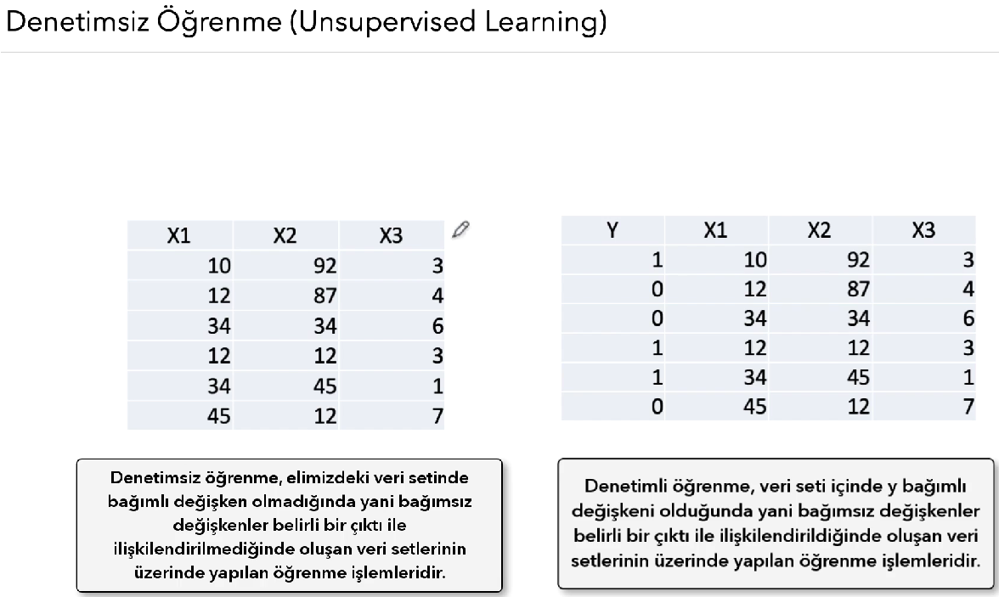 Denetimsiz Öğrenme (Unsupervised Learning)
X1 X2 X3
10 92 3
12 87 4
34 34 6
12 12 3
34 45 1
45 12 7
Y X1 X2 X3
1 10 92 3
0 12 87 4
0 34 34 6
1 12 12 3
1 34 45 1
0 45 12 7
Denetimsiz öğrenme, elimizdeki veri setinde
bağımlı değişken olmadığında yani bağımsız
değişkenler belirli bir çıktı ile
ilişkilendirilmediğinde oluşan veri setlerinin
üzerinde yapılan öğrenme işlemleridir.
Denetimli öğrenme, veri seti içinde y bağımlı
değişkeni olduğunda yani bağımsız değişkenler
belirli bir çıktı ile ilişkilendirildiğinde oluşan veri
setlerinin üzerinde yapılan öğrenme işlemleridir.